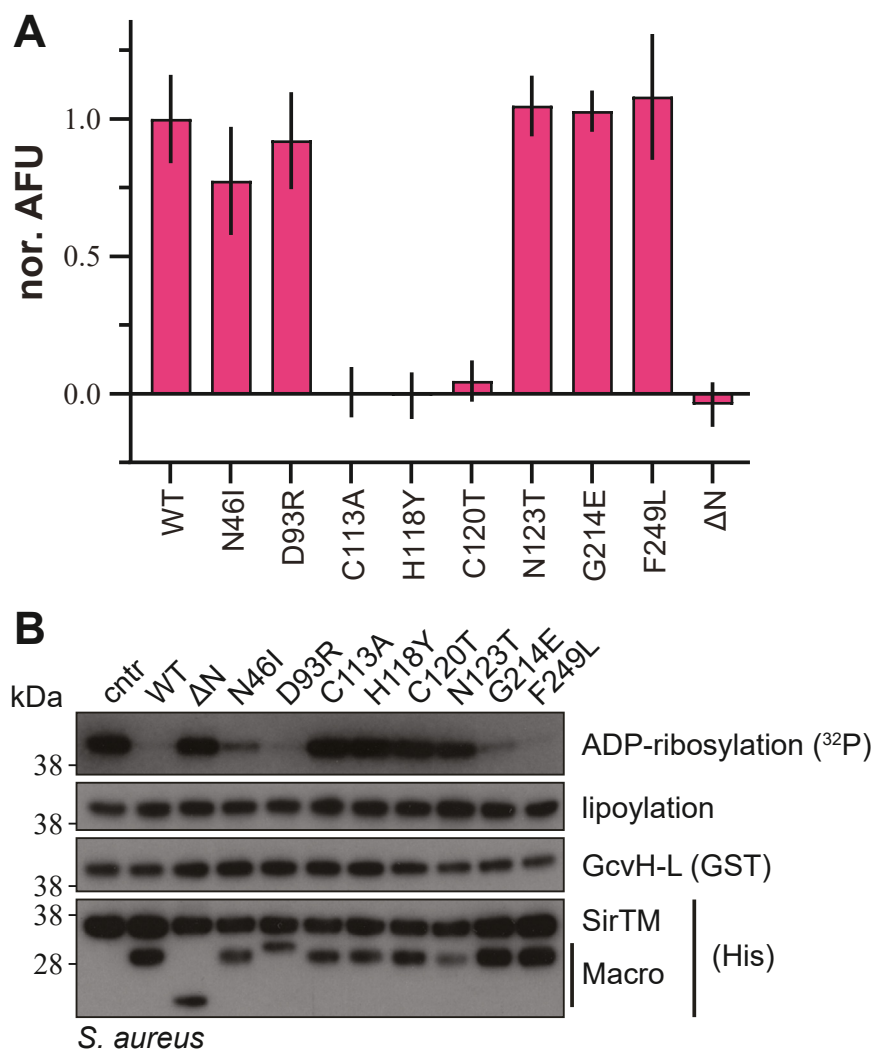 A
nor. AFU
1.0
0.5
0.0
WT
N46I
D93R
C113A
H118Y
C120T
N123T
G214E
F249L
ΔN
B
kDa
cntr WT ΔN N46I D93R C113A H118Y C120T N123T G214E F249L
38 ADP-ribosylation (³²P)
38 lipoylation
38 GcvH-L (GST)
38 SirTM
28 Macro
(His)
S. aureus